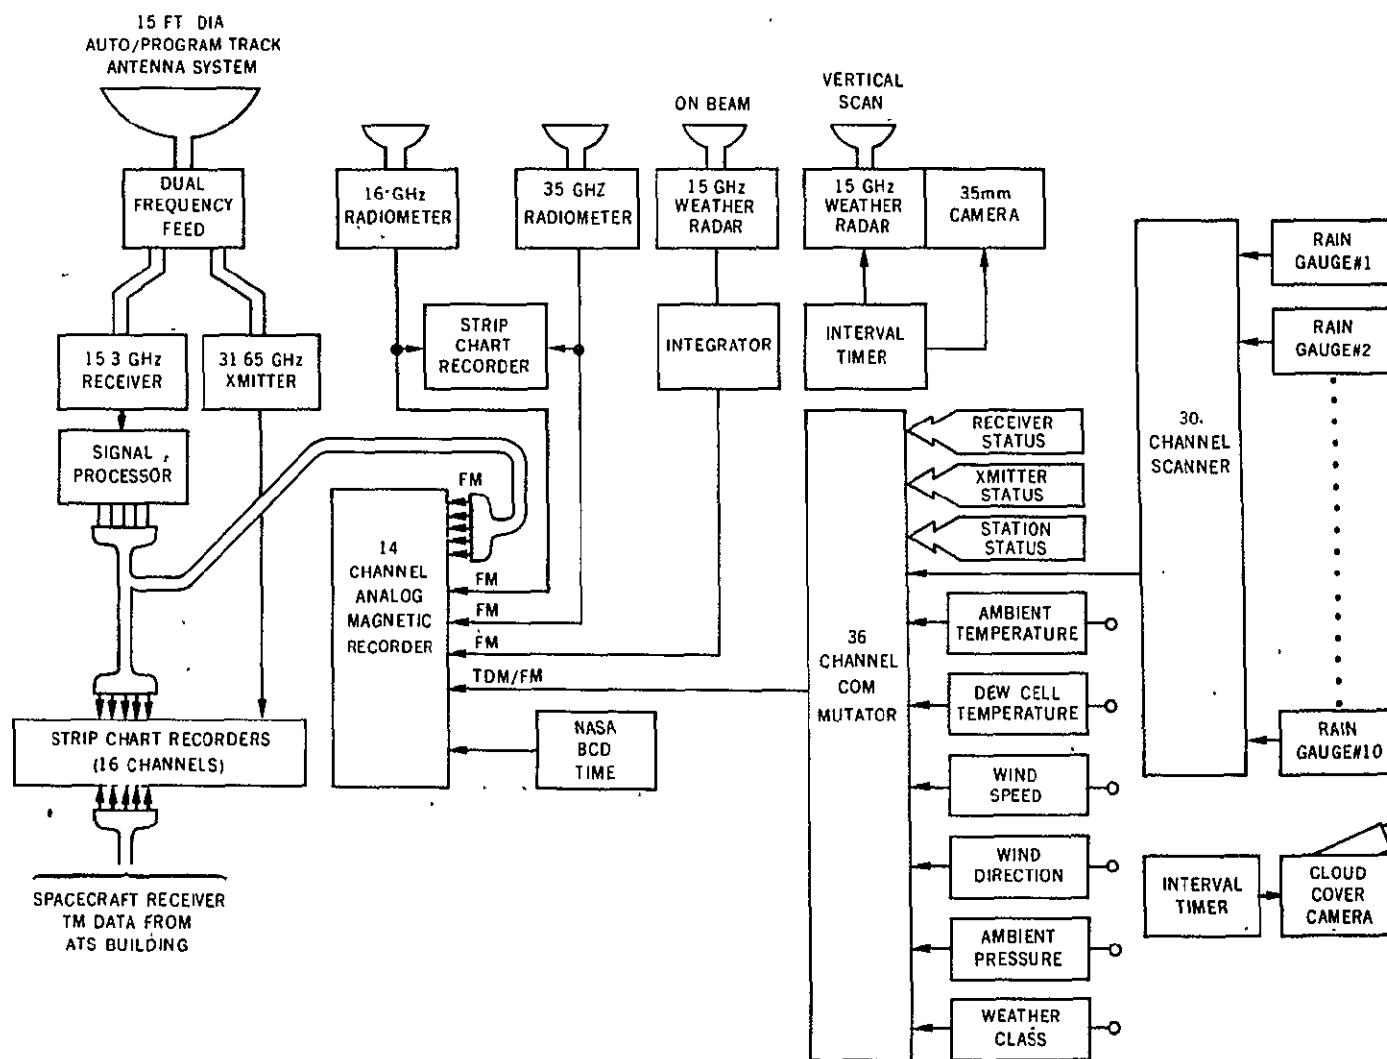 15 FT DIA
AUTO/PROGRAM TRACK
ANTENNA SYSTEM
DUAL
FREQUENCY
FEED
15 3 GHz
RECEIVER
31 65 GHz
XMITTER
SIGNAL
PROCESSOR
STRIP CHART RECORDERS
(16 CHANNELS)
SPACECRAFT RECEIVER
TM DATA FROM
ATS BUILDING
16-GHz
RADIOMETER
35 GHZ
RADIOMETER
STRIP
CHART
RECORDER
ON BEAM
15 GHz
WEATHER
RADAR
INTEGRATOR
VERTICAL
SCAN
15 GHz
WEATHER
RADAR
35mm
CAMERA
INTERVAL
TIMER
14
CHANNEL
ANALOG
MAGNETIC
RECORDER
FM
FM
FM
FM
TDM/FM
NASA
BCD
TIME
36
CHANNEL
COM
MUTATOR
RECEIVER
STATUS
XMITTER
STATUS
STATION
STATUS
AMBIENT
TEMPERATURE
DEW CELL
TEMPERATURE
WIND
SPEED
WIND
DIRECTION
AMBIENT
PRESSURE
WEATHER
CLASS
30.
CHANNEL
SCANNER
RAIN
GAUGE#1
RAIN
GAUGE#2
RAIN
GAUGE#10
INTERVAL
TIMER
CLOUD
COVER
CAMERA